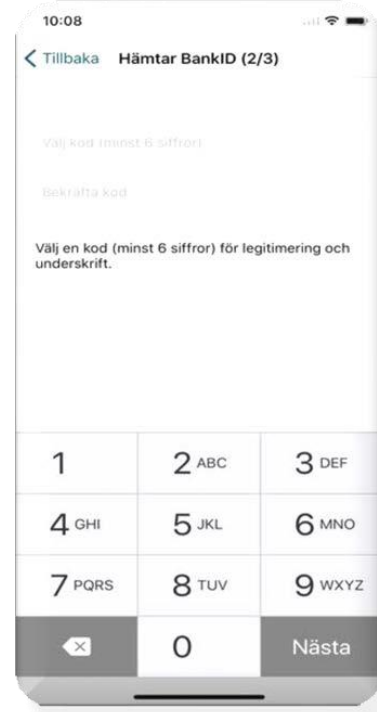 10:08
Tillbaka Hämtar BankID (2/3)
Välj kod (minst 6 siffror)
Bekräfta kod
Välj en kod (minst 6 siffror) för legitimering och
underskrift.
1 2 ABC 3 DEF
4 GHI 5 JKL 6 MNO
7 PQRS 8 TUV 9 WXYZ
0 Nästa